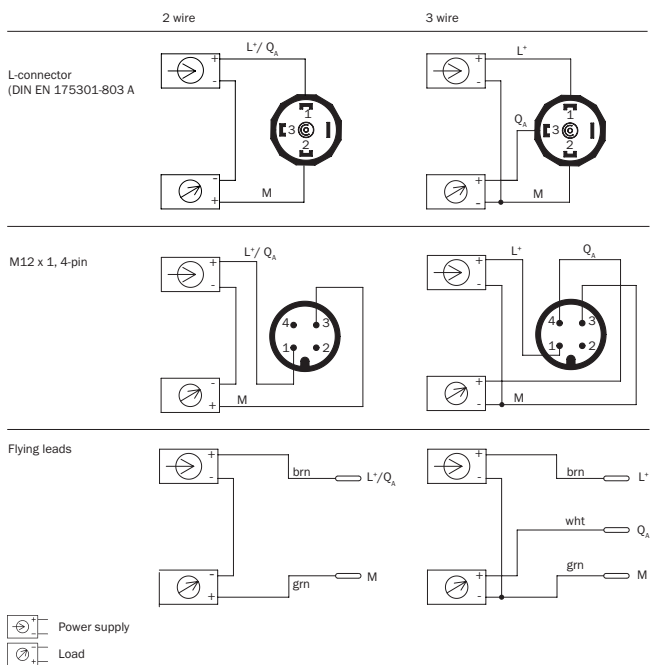 2 wire 3 wire
L-connector
(DIN EN 175301-803 A
L⁺/ Q_A
+
-
1
3
2
-
+
M
L⁺
+
-
Q_A
1
3
2
+
-
M
M12 x 1, 4-pin
L⁺/ Q_A
+
-
4 3
1 2
-
+
M
L⁺ Q_A
+
-
4 3
1 2
+
-
M
Flying leads
+
-
brn L⁺/Q_A
-
+
grn M
+
-
brn L⁺
wht Q_A
+
-
grn M
+
-
Power supply
-
+
Load